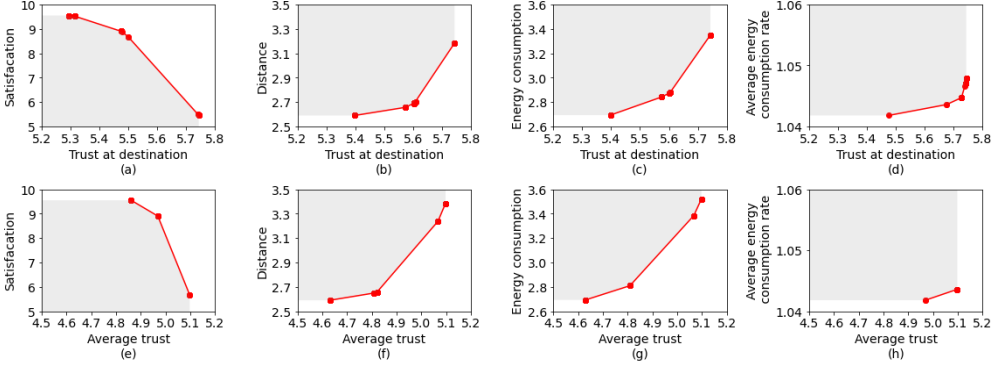 10
9
8
7
6
5
Satisfacation
5.2 5.3 5.4 5.5 5.6 5.7 5.8
Trust at destination
(a)
3.5
3.3
3.1
2.9
2.7
2.5
Distance
5.2 5.3 5.4 5.5 5.6 5.7 5.8
Trust at destination
(b)
3.6
3.4
3.2
3.0
2.8
2.6
Energy consumption
5.2 5.3 5.4 5.5 5.6 5.7 5.8
Trust at destination
(c)
1.06
1.05
1.04
Average energy
consumption rate
5.2 5.3 5.4 5.5 5.6 5.7 5.8
Trust at destination
(d)
10
9
8
7
6
5
Satisfacation
4.5 4.6 4.7 4.8 4.9 5.0 5.1 5.2
Average trust
(e)
3.5
3.3
3.1
2.9
2.7
2.5
Distance
4.5 4.6 4.7 4.8 4.9 5.0 5.1 5.2
Average trust
(f)
3.6
3.4
3.2
3.0
2.8
2.6
Energy consumption
4.5 4.6 4.7 4.8 4.9 5.0 5.1 5.2
Average trust
(g)
1.06
1.05
1.04
Average energy
consumption rate
4.5 4.6 4.7 4.8 4.9 5.0 5.1 5.2
Average trust
(h)